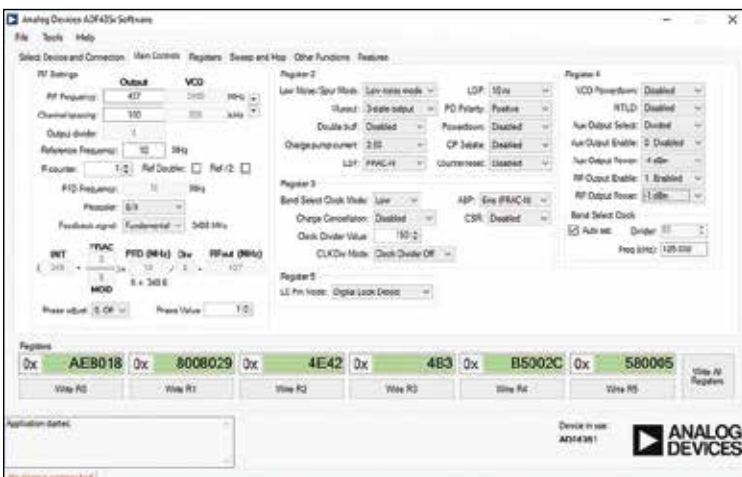 Analog Devices ADF435x Software
File Tools Help
Select Device and Connection Main Controls Registers Sweep and Hop Other Functions Features
RF Settings
Output VCO
RF Frequency: 437 MHz
Channel spacing: 100 kHz
Output divider:
Reference Frequency: 10 MHz
R counter: 1 Ref Doubler: Ref /2:
PFD Frequency: 10 MHz
Prescaler: 8/9
Feedback signal: Fundamental
INT FRAC PFD (MHz) Div RFout (MHz)
MOD
Phase adjust: 0. Off Phase Value: 1
Register 2
Low Noise/Spur Mode: Low noise mode
Muxout: 3-state output
Double buff: Disabled
Charge pump current: 2.50
LDF: FRAC-N
LDP: 10 ns
PD Polarity: Positive
Powerdown: Disabled
CP 3-state: Disabled
Counter reset: Disabled
Register 3
Band Select Clock Mode: Low
Charge Cancellation: Disabled
Clock Divider Value: 150
CLKDiv Mode: Clock Divider Off
ABP: 6ns (FRAC-N)
CSR: Disabled
Register 5
LD Pin Mode: Digital Lock Detect
Register 4
VCO Powerdown: Disabled
MTLD: Disabled
Aux Output Select: Divided
Aux Output Enable: 0. Disabled
Aux Output Power: -4 dBm
RF Output Enable: 1. Enabled
RF Output Power: -1 dBm
Band Select Clock
Auto set Divider:
Freq (kHz): 125.000
Registers
0x AE8018 0x 8008029 0x 4E42 0x 4B3 0x 0x 580005
Write R0 Write R1 Write R2 Write R3 Write R4 Write R5 Write All Registers
Application started.
Device in use:
ADF4351
ANALOG DEVICES